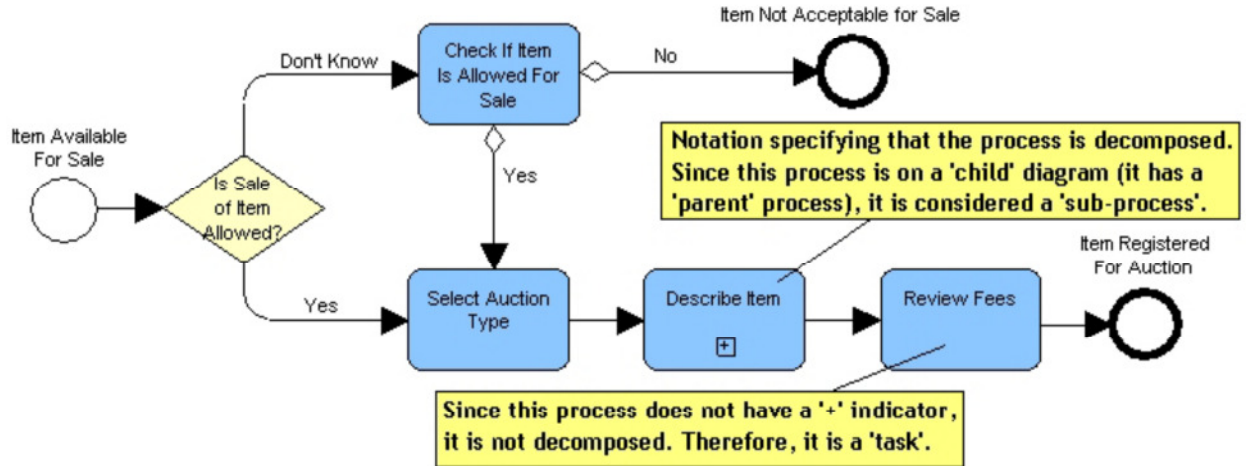 Item Not Acceptable for Sale
Don't Know
Check If Item
Is Allowed For
Sale
No
Item Available
For Sale
Is Sale
of Item
Allowed?
Yes
Notation specifying that the process is decomposed.
Since this process is on a 'child' diagram (it has a
'parent' process), it is considered a 'sub-process'.
Item Registered
For Auction
Yes
Select Auction
Type
Describe Item
+
Review Fees
Since this process does not have a '+' indicator,
it is not decomposed. Therefore, it is a 'task'.